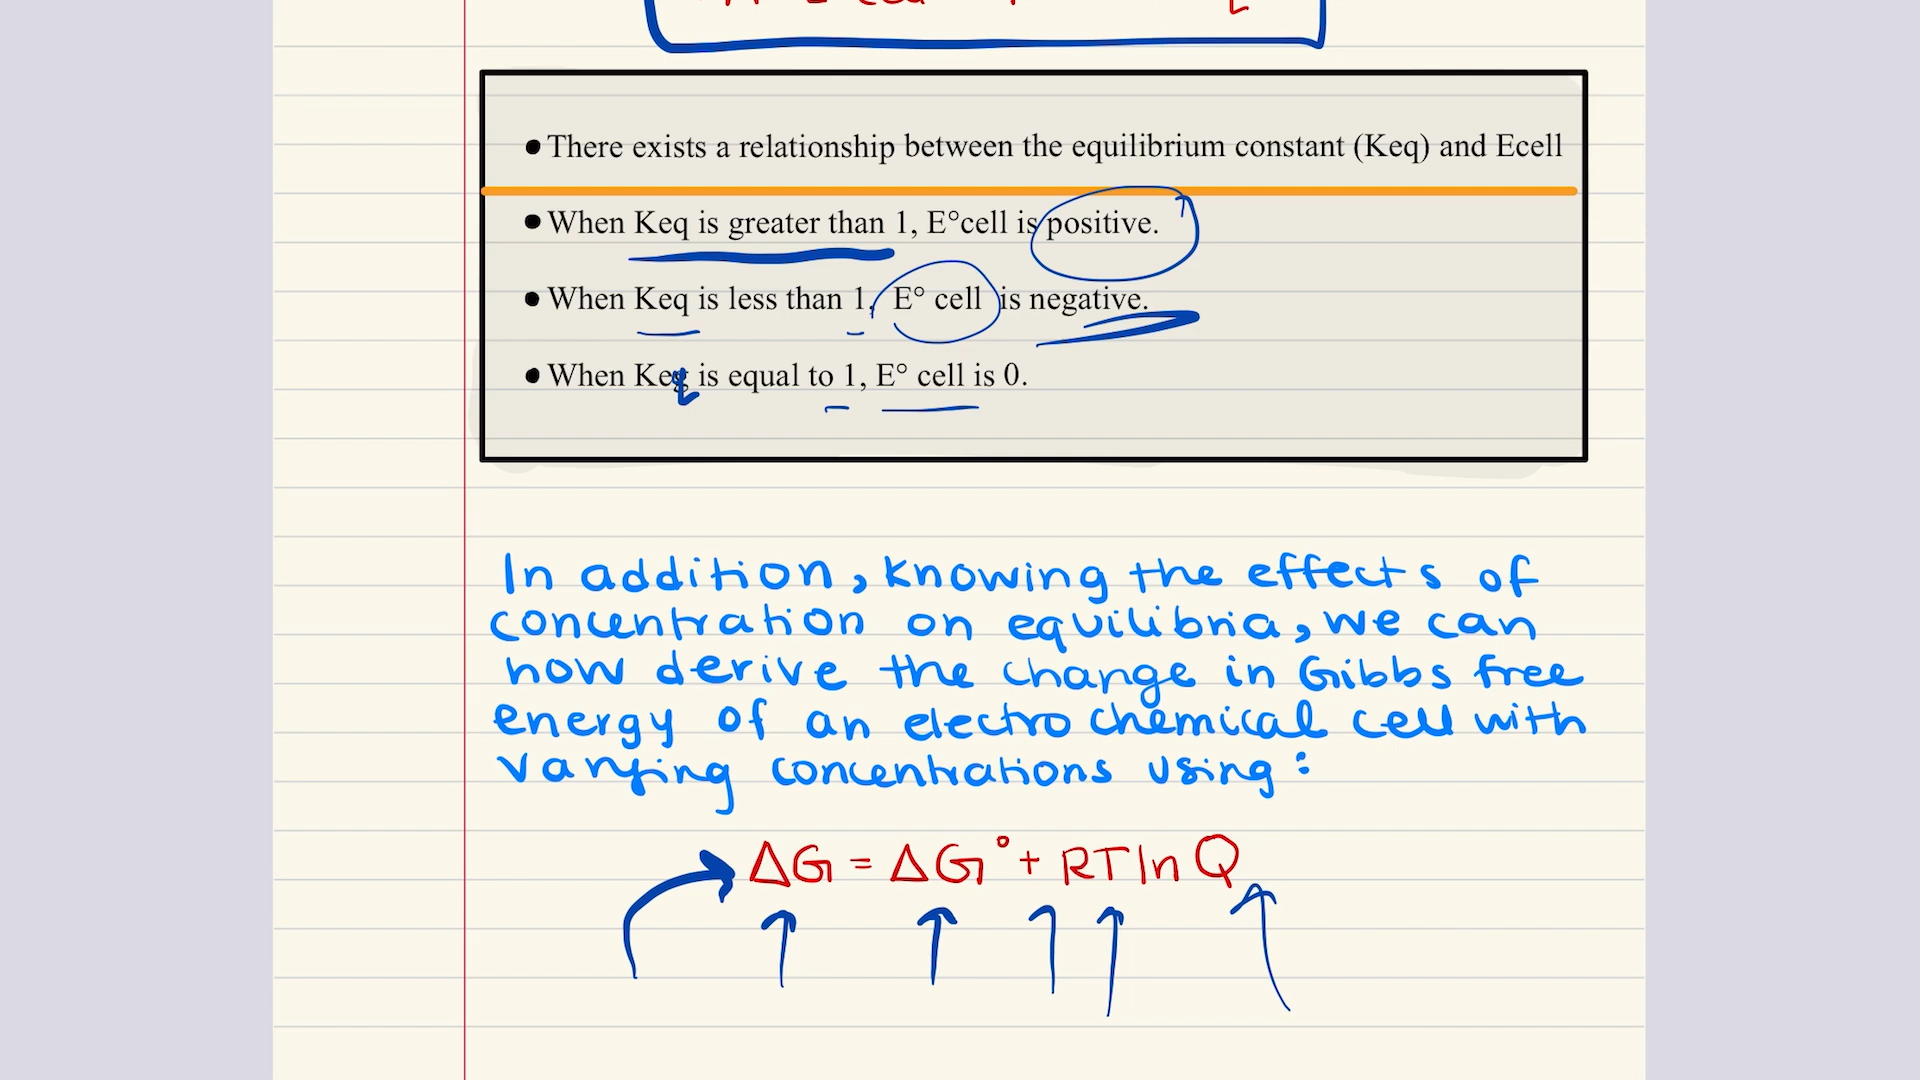 • There exists a relationship between the equilibrium constant (Keq) and Ecell
• When Keq is greater than 1, E°cell is positive.
• When Keq is less than 1, E° cell is negative.
• When Keq is equal to 1, E° cell is 0.
In addition, knowing the effects of
concentration on equilibria, we can
now derive the change in Gibbs free
energy of an electrochemical cell with
varying concentrations using:
ΔG = ΔG° + RT ln Q